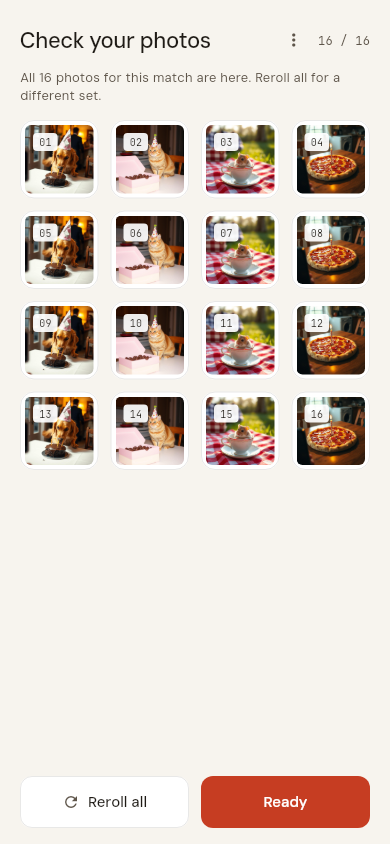 Check your photos
16 / 16
All 16 photos for this match are here. Reroll all for a
different set.
01
02
03
04
05
06
07
08
09
10
11
12
13
14
15
16
Reroll all
Ready